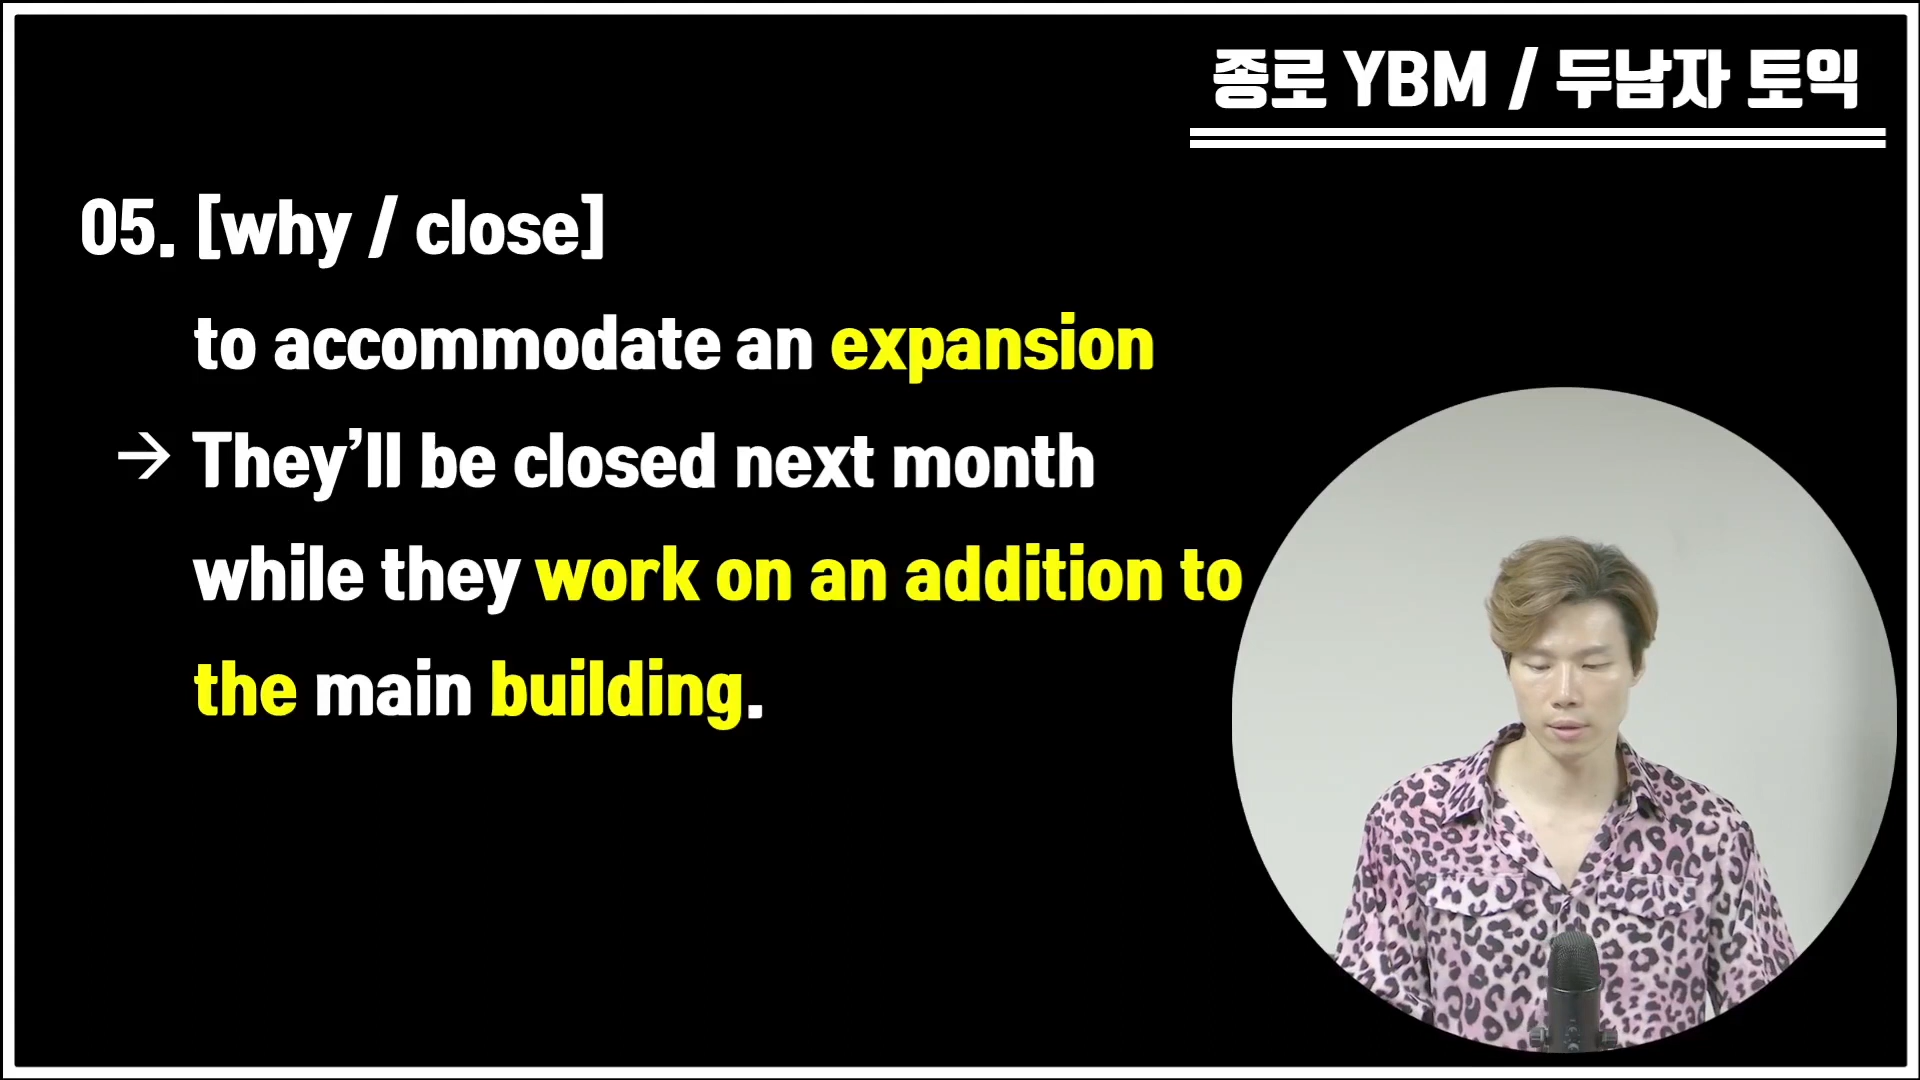 종로 YBM / 두남자 토익
05. [why / close]
to accommodate an expansion
→ They’ll be closed next month
while they work on an addition to
the main building.